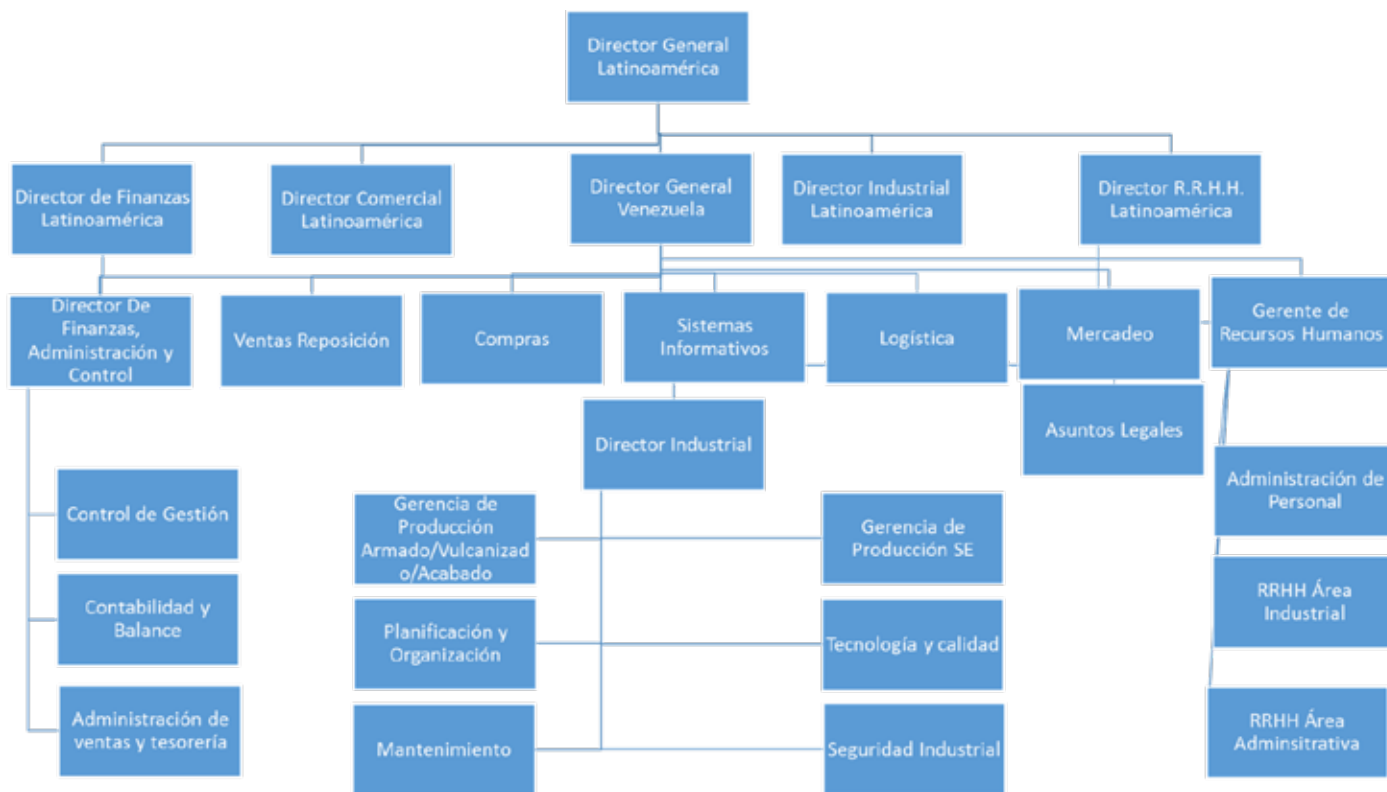 Director General
Latinoamérica
Director de Finanzas
Latinoamérica
Director Comercial
Latinoamérica
Director General
Venezuela
Director Industrial
Latinoamérica
Director R.R.H.H.
Latinoamérica
Director De
Finanzas,
Administración y
Control
Ventas Reposición
Compras
Sistemas
Informativos
Logística
Mercadeo
Gerente de
Recursos Humanos
Director Industrial
Asuntos Legales
Control de Gestión
Contabilidad y
Balance
Administración de
ventas y tesorería
Gerencia de
Producción
Armado/Vulcanizad
o/Acabado
Gerencia de
Producción SE
Planificación y
Organización
Tecnología y calidad
Mantenimiento
Seguridad Industrial
Administración de
Personal
RRHH Área
Industrial
RRHH Área
Adminsitrativa